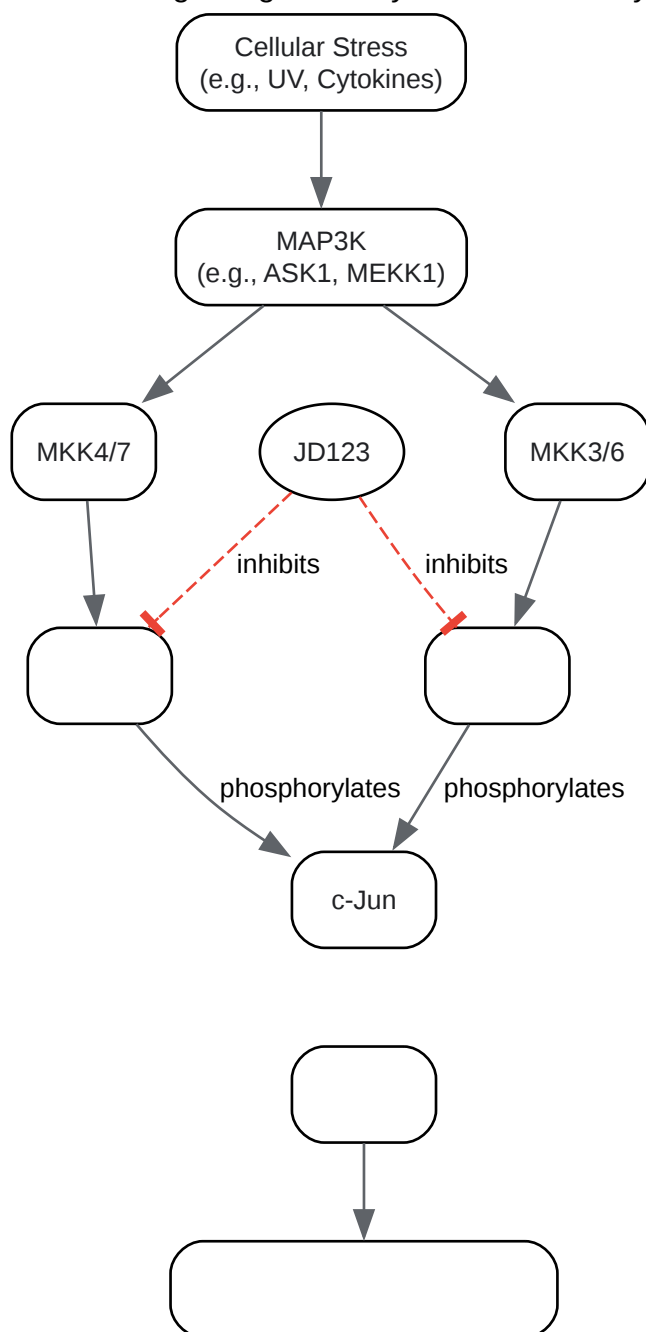 Cellular Stress
(e.g., UV, Cytokines)
MAP3K
(e.g., ASK1, MEKK1)
MKK4/7
JD123
MKK3/6
inhibits
inhibits
phosphorylates
phosphorylates
c-Jun